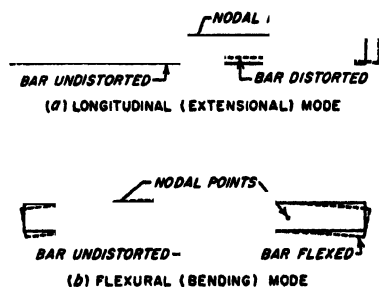 NODAL
BAR UNDISTORTED BAR DISTORTED
(a) LONGITUDINAL (EXTENSIONAL) MODE
NODAL POINTS
BAR UNDISTORTED BAR FLEXED
(b) FLEXURAL (BENDING) MODE